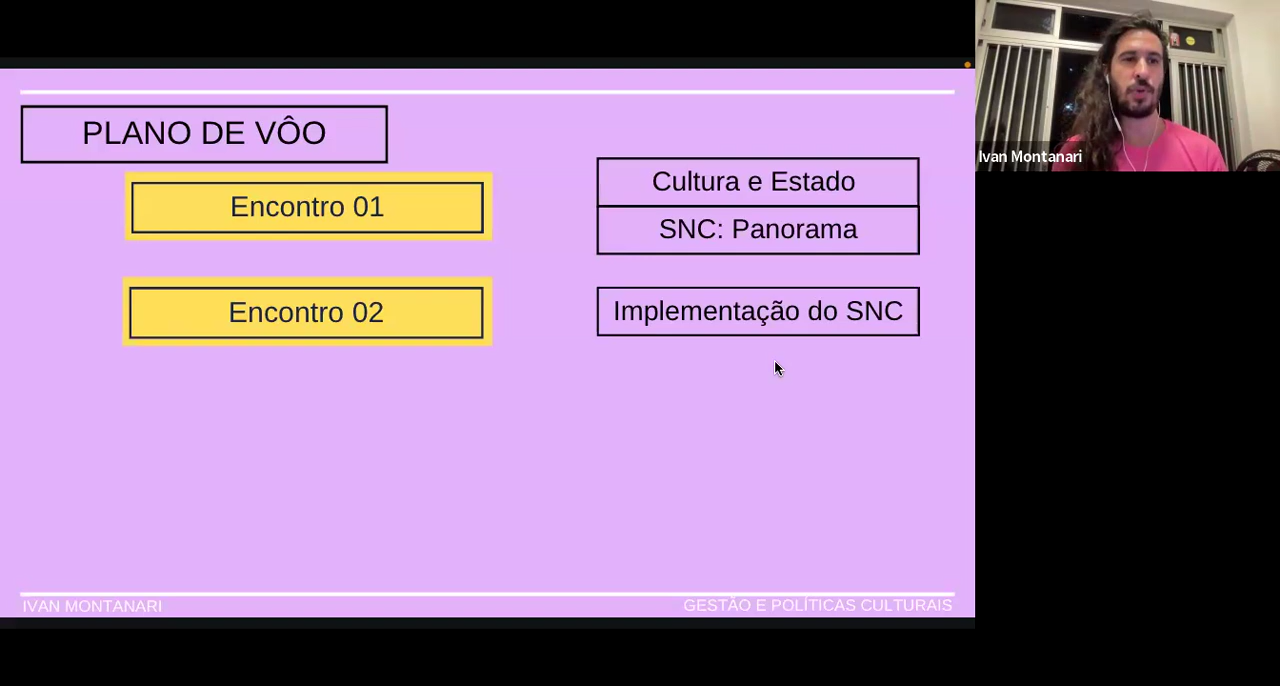 PLANO DE VÔO
Encontro 01
Cultura e Estado
SNC: Panorama
Encontro 02
Implementação do SNC
IVAN MONTANARI
GESTÃO E POLÍTICAS CULTURAIS
Ivan Montanari